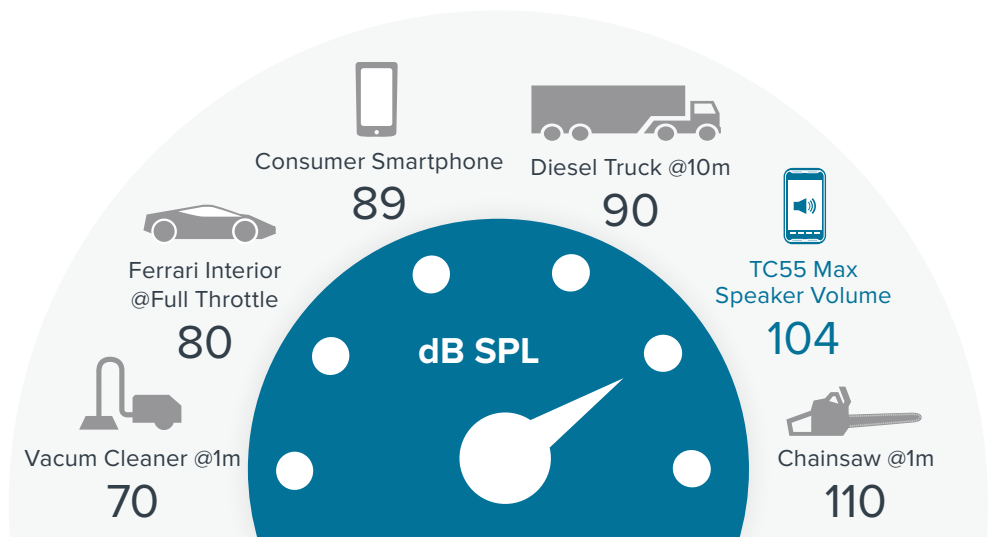 Consumer Smartphone
89
Diesel Truck @10m
90
Ferrari Interior
@Full Throttle
80
TC55 Max
Speaker Volume
104
dB SPL
Vacum Cleaner @1m
70
Chainsaw @1m
110